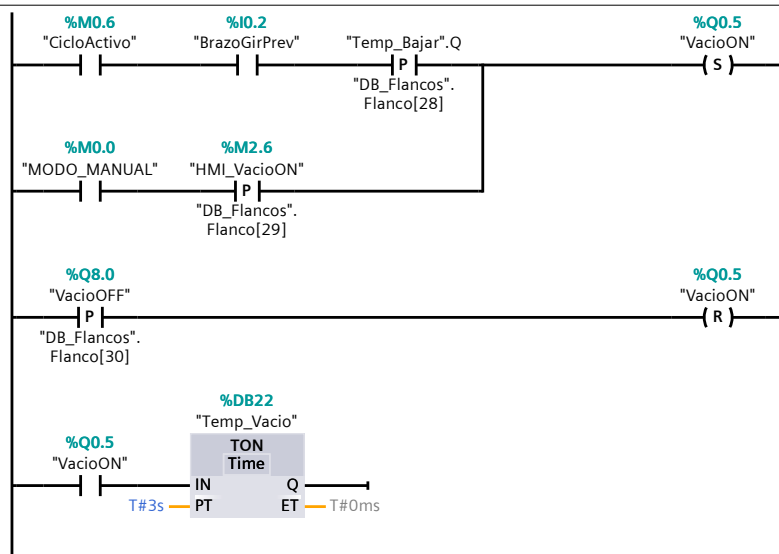 %M0.6 %I0.2 %Q0.5
"CicloActivo" "BrazoGirPrev" "Temp_Bajar".Q "VacioON"
P S
"DB_Flancos".
Flanco[28]
%M0.0 %M2.6
"MODO_MANUAL" "HMI_VacioON"
P
"DB_Flancos".
Flanco[29]
%Q8.0 %Q0.5
"VacioOFF" "VacioON"
P R
"DB_Flancos".
Flanco[30]
%DB22
"Temp_Vacio"
%Q0.5 TON
"VacioON" Time
IN Q
T#3s PT ET T#0ms